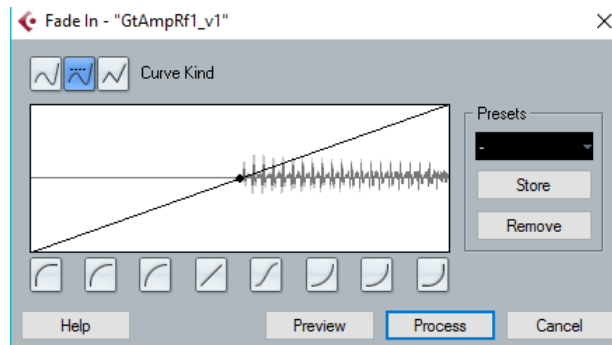 Fade In - "GtAmpRf1_v1"
Curve Kind
Presets
-
Store
Remove
Help
Preview
Process
Cancel